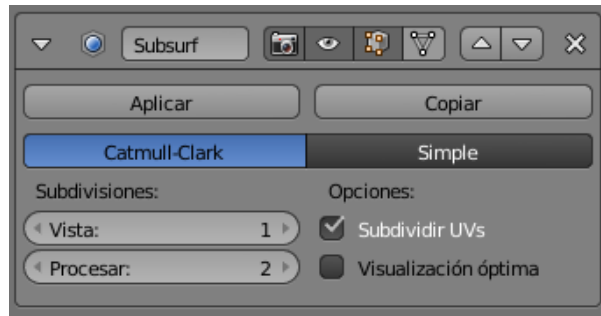 Subsurf
Aplicar Copiar
Catmull-Clark Simple
Subdivisiones: Opciones:
Vista: 1 Subdividir UVs
Procesar: 2 Visualización óptima